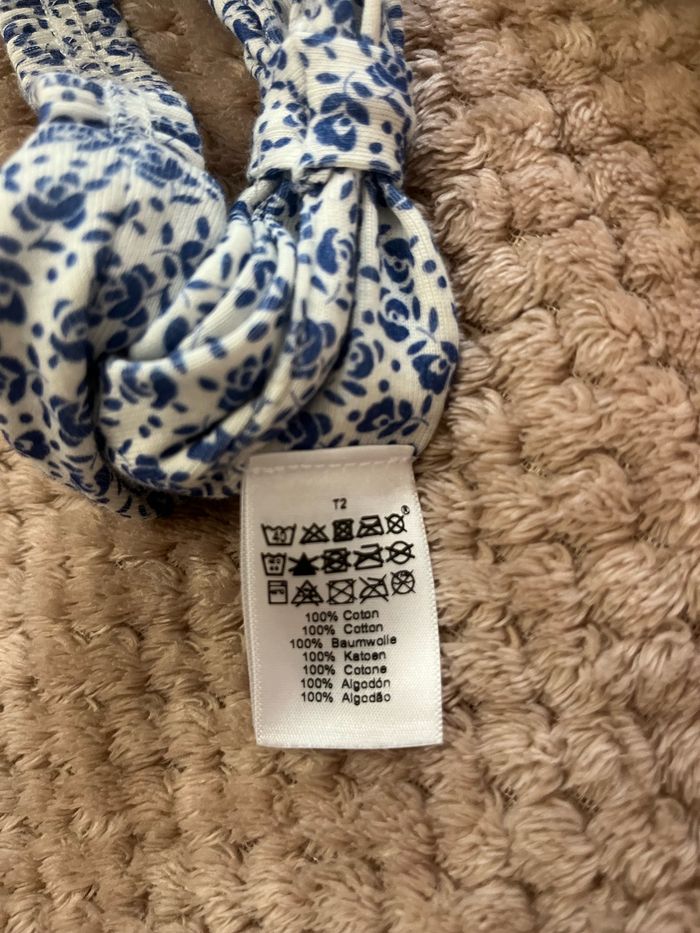 T2
40
®
100% Coton
100% Cotton
100% Baumwolle
100% Katoen
100% Cotone
100% Algodón
100% Algodão